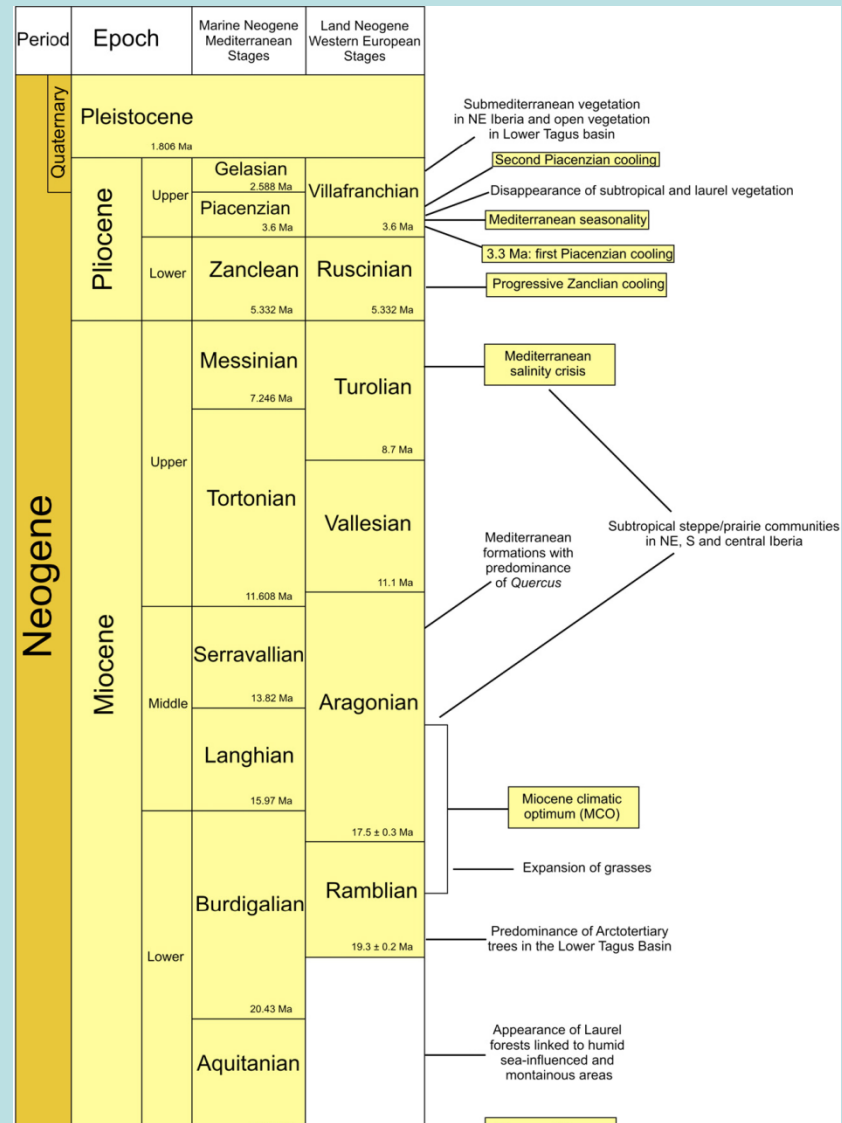 Period
Epoch
Marine Neogene
Mediterranean
Stages
Land Neogene
Western European
Stages
Neogene
Quaternary
Pleistocene
1.806 Ma
Pliocene
Upper
Gelasian
2.588 Ma
Piacenzian
3.6 Ma
Villafranchian
3.6 Ma
Lower
Zanclean
5.332 Ma
Ruscinian
5.332 Ma
Miocene
Upper
Messinian
7.246 Ma
Turolian
8.7 Ma
Tortonian
11.608 Ma
Vallesian
11.1 Ma
Middle
Serravallian
13.82 Ma
Aragonian
17.5 ± 0.3 Ma
Langhian
15.97 Ma
Lower
Burdigalian
20.43 Ma
Ramblian
19.3 ± 0.2 Ma
Aquitanian
Submediterranean vegetation
in NE Iberia and open vegetation
in Lower Tagus basin
Second Piacenzian cooling
Disappearance of subtropical and laurel vegetation
Mediterranean seasonality
3.3 Ma: first Piacenzian cooling
Progressive Zanclian cooling
Mediterranean
salinity crisis
Subtropical steppe/prairie communities
in NE, S and central Iberia
Mediterranean
formations with
predominance
of Quercus
Miocene climatic
optimum (MCO)
Expansion of grasses
Predominance of Arctotertiary
trees in the Lower Tagus Basin
Appearance of Laurel
forests linked to humid
sea-influenced and
montainous areas